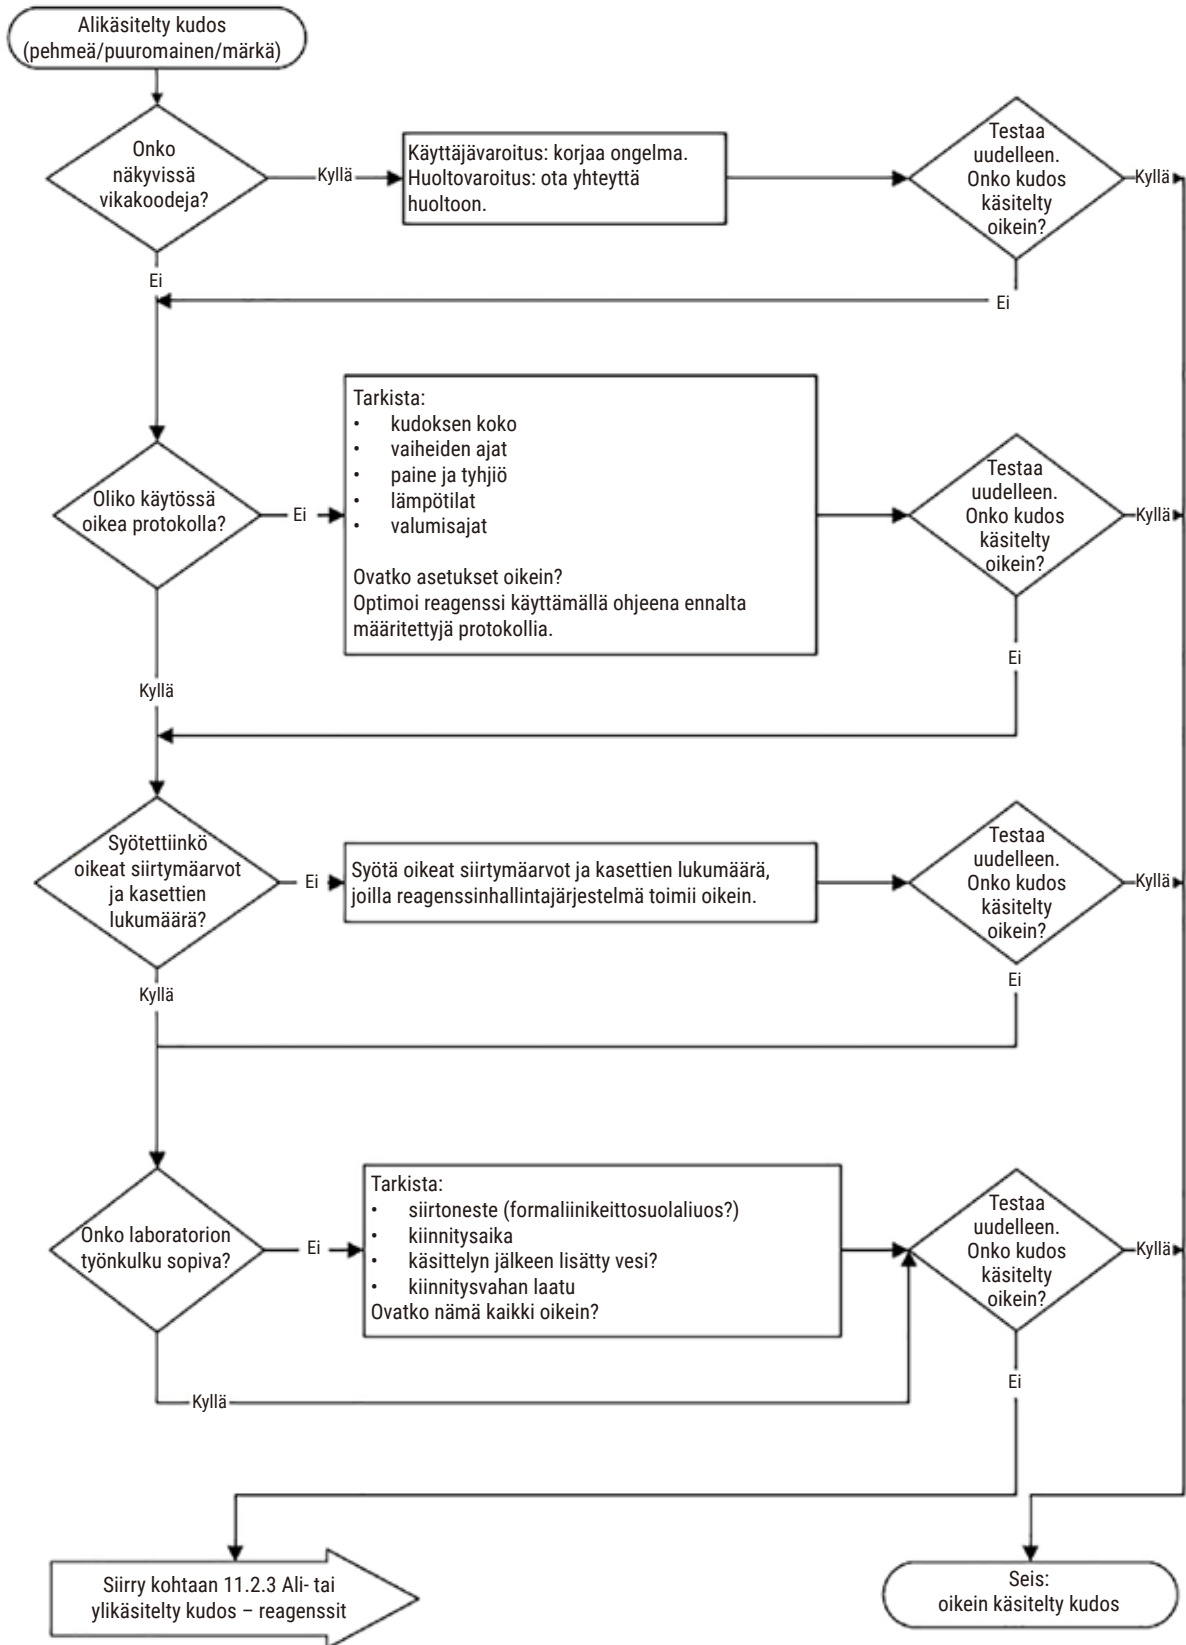 Alikäsitelty kudos
(pehmeä/puuromainen/märkä)
Onko
näkyvissä
vikakoodeja?
Kyllä
Käyttäjävaroitus: korjaa ongelma.
Huoltovaroitus: ota yhteyttä
huoltoon.
Testaa
uudelleen.
Onko kudos
käsitelty
oikein?
Kyllä
Ei
Ei
Oliko käytössä
oikea protokolla?
Ei
Tarkista:
• kudoksen koko
• vaiheiden ajat
• paine ja tyhjiö
• lämpötilat
• valumisajat
Ovatko asetukset oikein?
Optimoi reagenssi käyttämällä ohjeena ennalta
määritettyjä protokollia.
Testaa
uudelleen.
Onko kudos
käsitelty
oikein?
Kyllä
Ei
Kyllä
Syötettiinkö
oikeat siirtymäarvot
ja kasettien
lukumäärä?
Ei
Syötä oikeat siirtymäarvot ja kasettien lukumäärä,
joilla reagenssinhallintajärjestelmä toimii oikein.
Testaa
uudelleen.
Onko kudos
käsitelty
oikein?
Kyllä
Ei
Kyllä
Onko laboratorion
työnkulku sopiva?
Ei
Tarkista:
• siirtoneste (formaliinikeittosuolaliuos?)
• kiinnitysaika
• käsittelyn jälkeen lisätty vesi?
• kiinnitysvahan laatu
Ovatko nämä kaikki oikein?
Testaa
uudelleen.
Onko kudos
käsitelty
oikein?
Kyllä
Ei
Kyllä
Siirry kohtaan 11.2.3 Ali- tai
ylikäsitelty kudos – reagenssit
Seis:
oikein käsitelty kudos